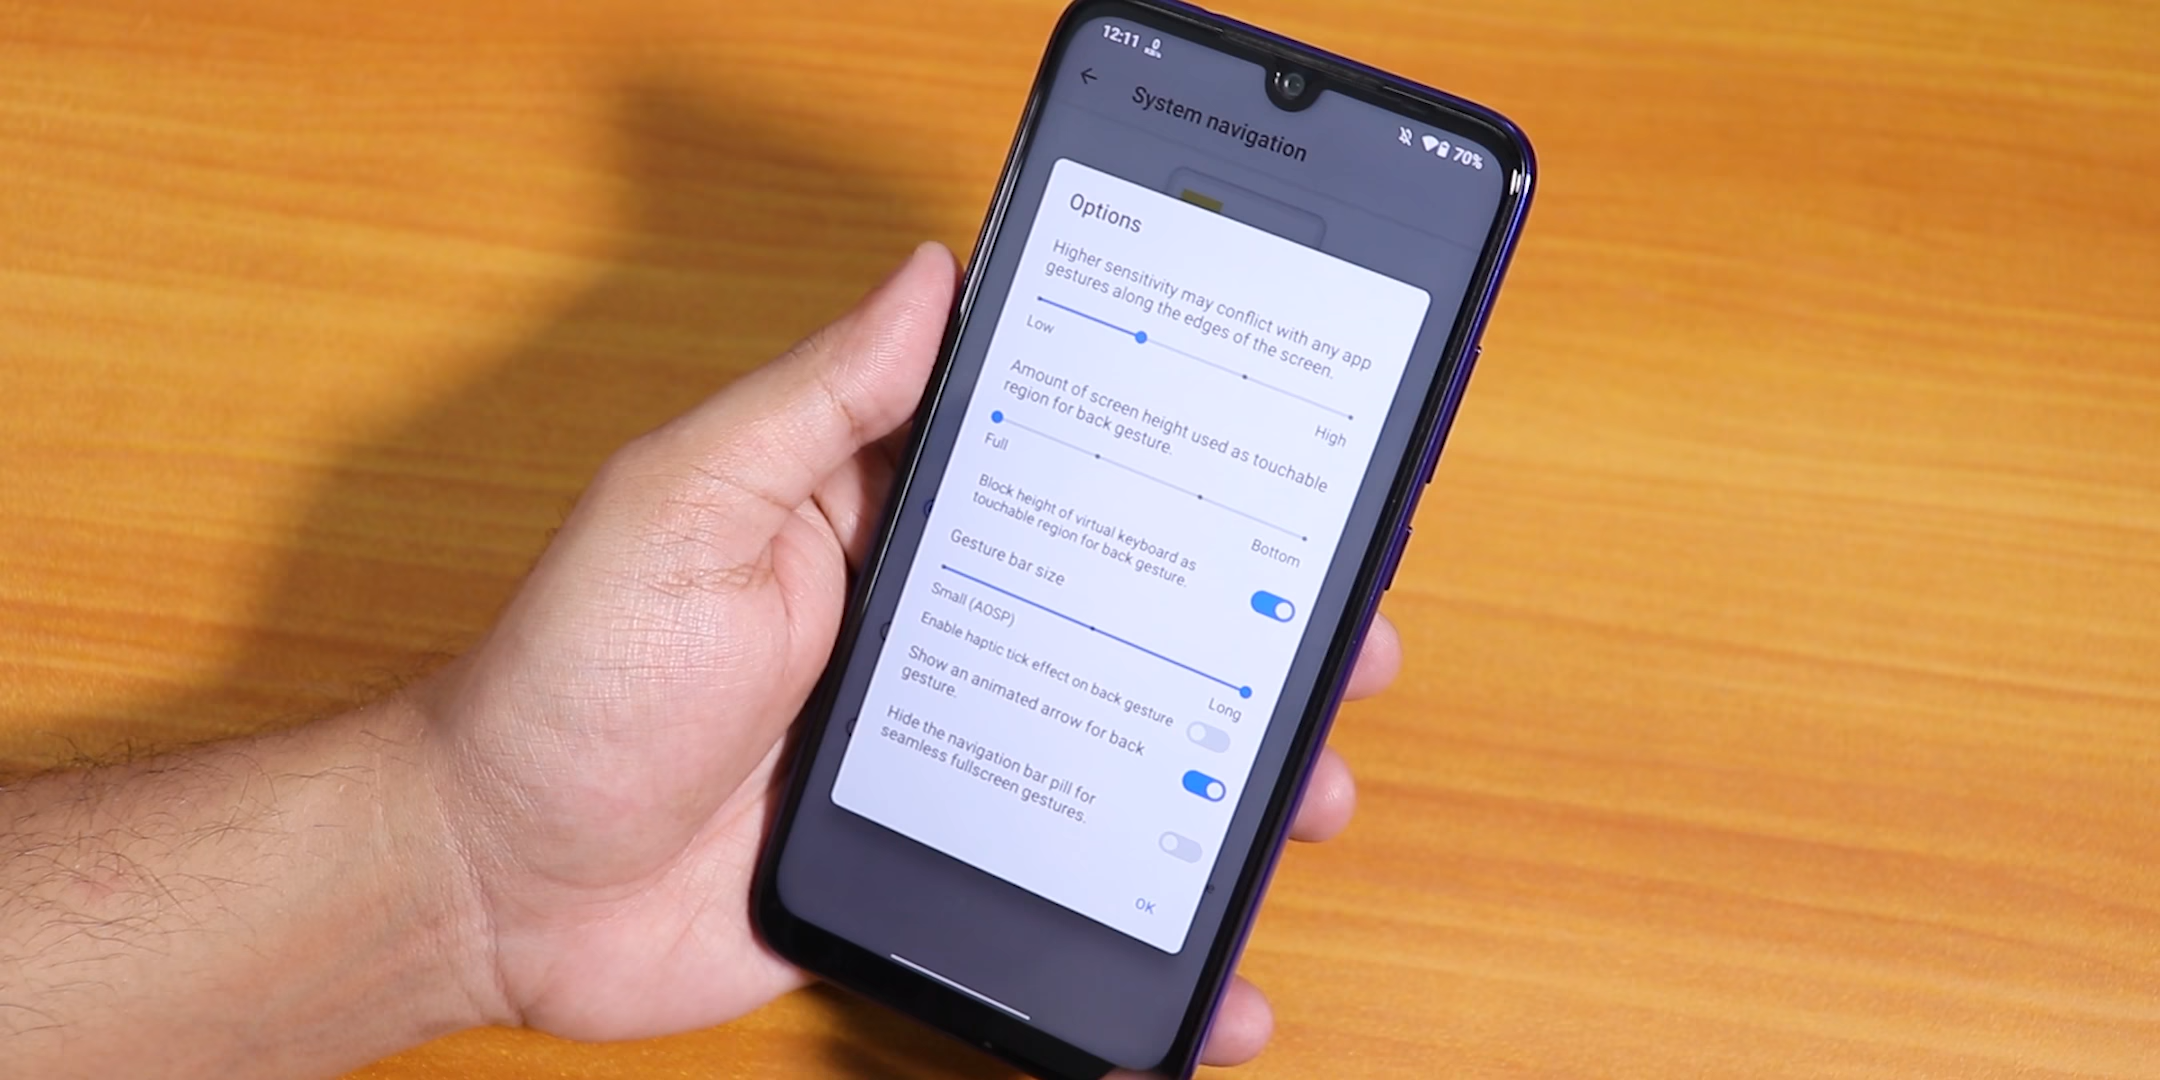 12:11 0
70%
System navigation
Options
Higher sensitivity may conflict with any app
gestures along the edges of the screen.
Low
High
Amount of screen height used as touchable
region for back gesture.
Full
Bottom
Block height of virtual keyboard as
touchable region for back gesture.
Gesture bar size
Small (AOSP)
Long
Enable haptic tick effect on back gesture
Show an animated arrow for back
gesture.
Hide the navigation bar pill for
seamless fullscreen gestures.
OK